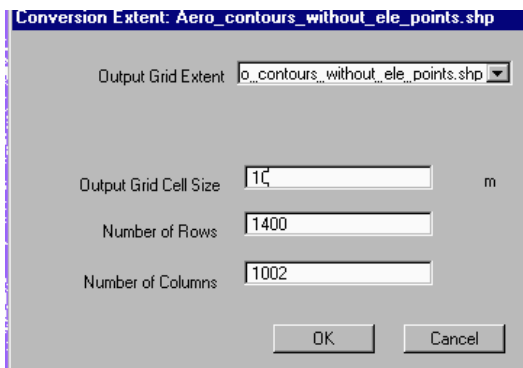 Conversion Extent: Aero_contours_without_ele_points.shp
Output Grid Extent o_contours_without_ele_points.shp
Output Grid Cell Size 10 m
Number of Rows 1400
Number of Columns 1002
OK Cancel